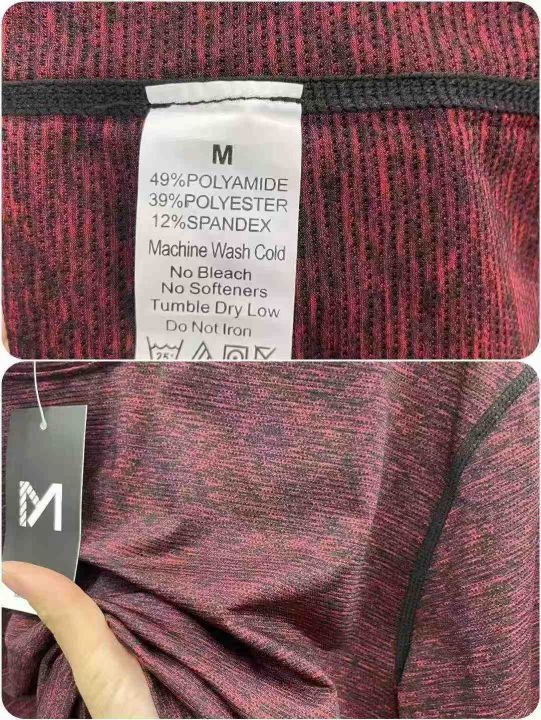 M
49%POLYAMIDE
39%POLYESTER
12%SPANDEX
Machine Wash Cold
No Bleach
No Softeners
Tumble Dry Low
Do Not Iron
25°